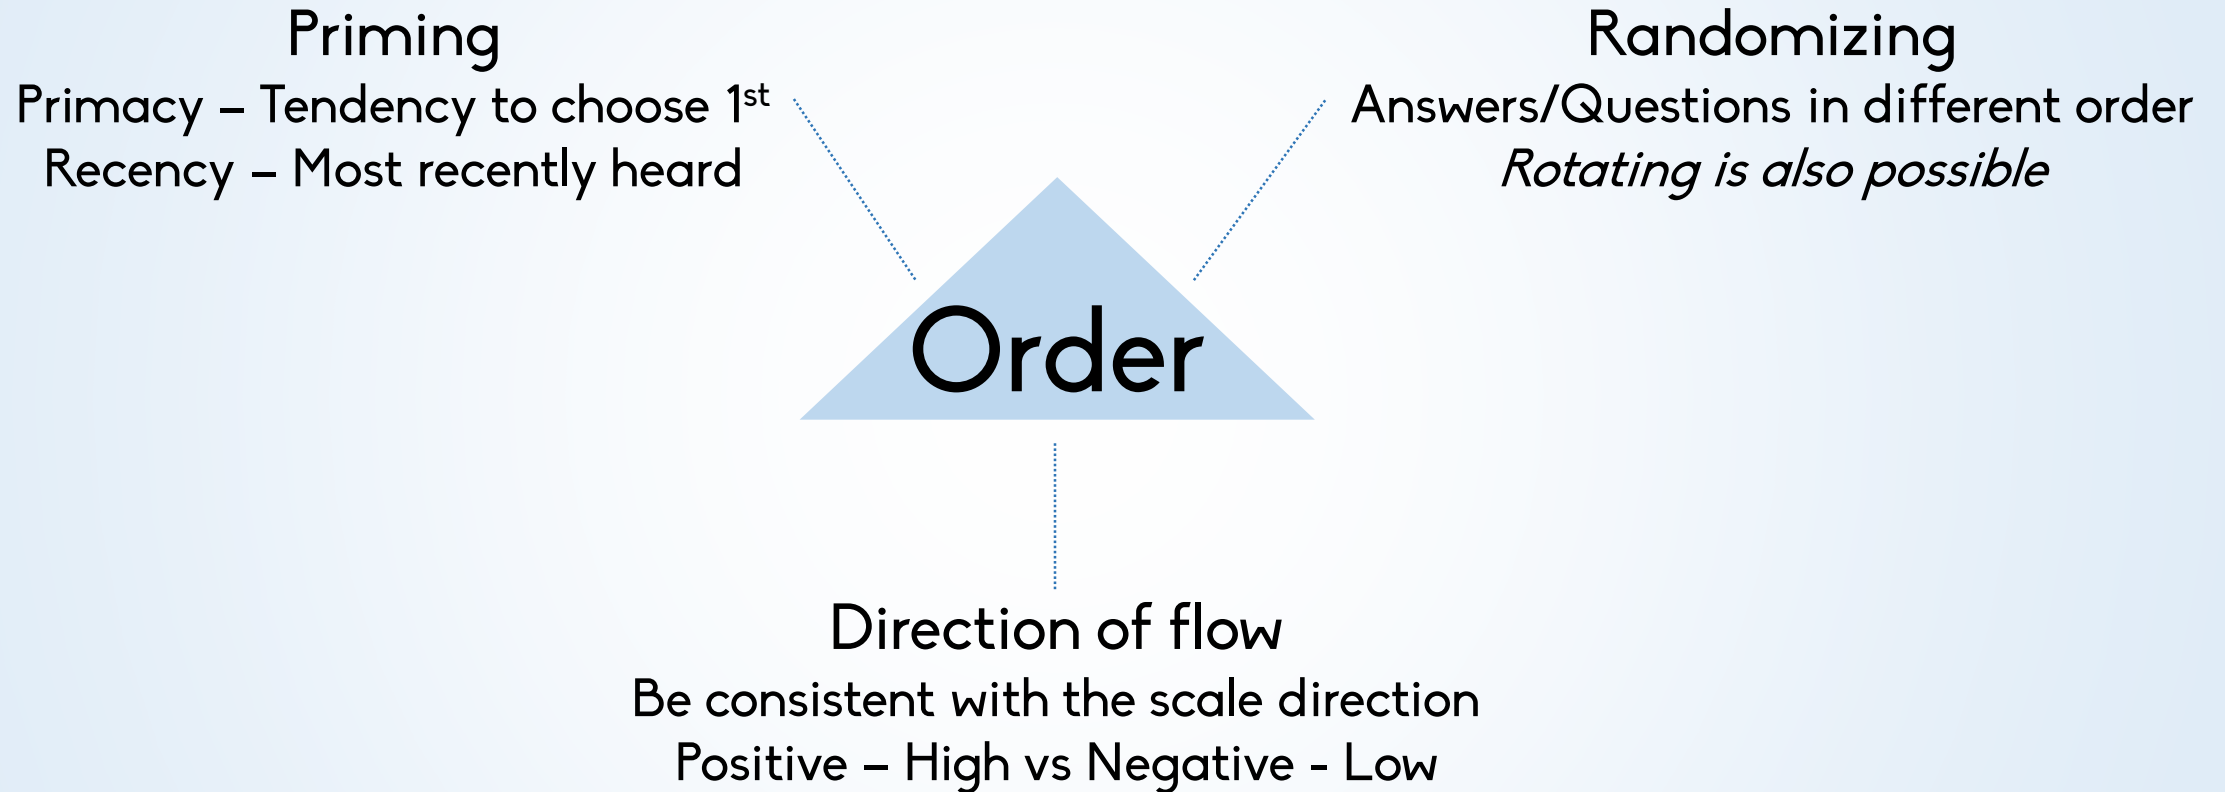 Priming
Primacy – Tendency to choose 1st
Recency – Most recently heard
Randomizing
Answers/Questions in different order
Rotating is also possible
Order
Direction of flow
Be consistent with the scale direction
Positive – High vs Negative - Low